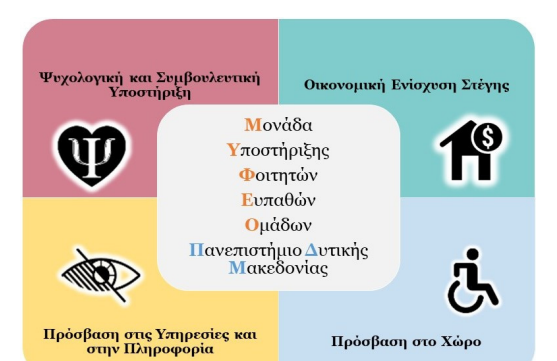 Ψυχολογική και Συμβουλευτική
Υποστήριξη
Οικονομική Ενίσχυση Στέγης
Ψ
$
Μονάδα
Υποστήριξης
Φοιτητών
Ευπαθών
Ομάδων
Πανεπιστήμιο Δυτικής
Μακεδονίας
Πρόσβαση στις Υπηρεσίες και
στην Πληροφορία
Πρόσβαση στο Χώρο